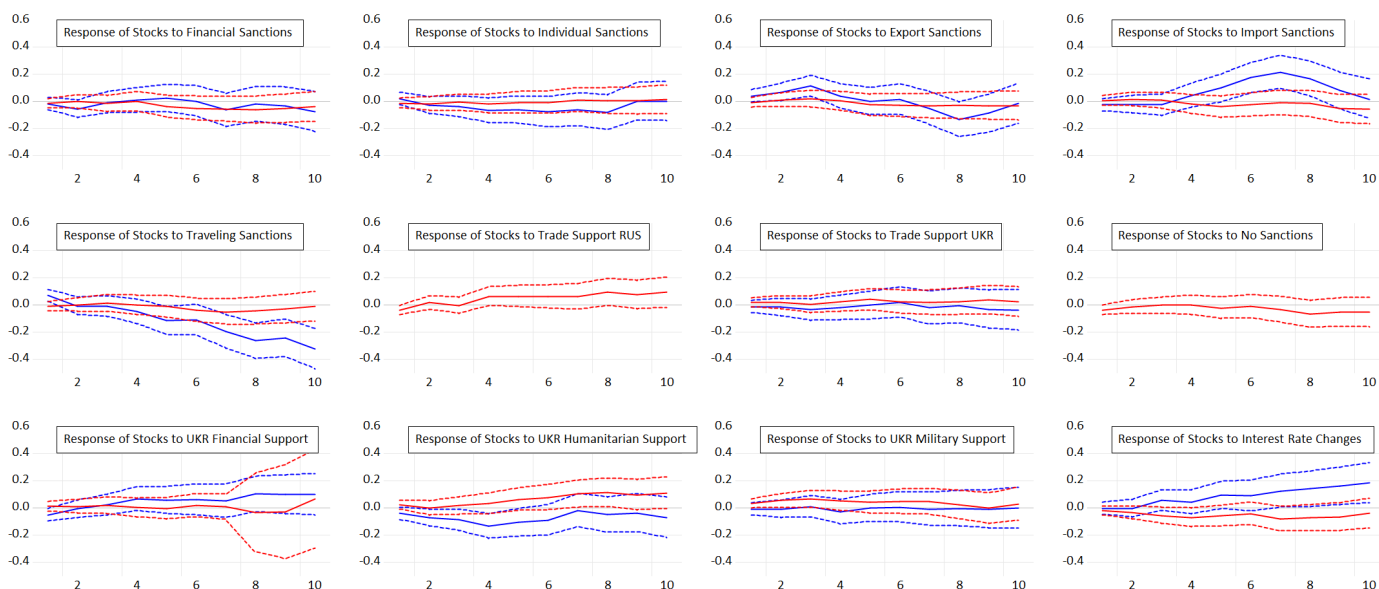 0.6 0.6 0.6 0.6
Response of Stocks to Financial Sanctions Response of Stocks to Individual Sanctions Response of Stocks to Export Sanctions Response of Stocks to Import Sanctions
0.4 0.4 0.4 0.4
0.2 0.2 0.2 0.2
0.0 0.0 0.0 0.0
-0.2 -0.2 -0.2 -0.2
-0.4 -0.4 -0.4 -0.4
2 4 6 8 10 2 4 6 8 10 2 4 6 8 10 2 4 6 8 10
0.6 0.6 0.6 0.6
Response of Stocks to Traveling Sanctions Response of Stocks to Trade Support RUS Response of Stocks to Trade Support UKR Response of Stocks to No Sanctions
0.4 0.4 0.4 0.4
0.2 0.2 0.2 0.2
0.0 0.0 0.0 0.0
-0.2 -0.2 -0.2 -0.2
-0.4 -0.4 -0.4 -0.4
2 4 6 8 10 2 4 6 8 10 2 4 6 8 10 2 4 6 8 10
0.6 0.6 0.6 0.6
Response of Stocks to UKR Financial Support Response of Stocks to UKR Humanitarian Support Response of Stocks to UKR Military Support Response of Stocks to Interest Rate Changes
0.4 0.4 0.4 0.4
0.2 0.2 0.2 0.2
0.0 0.0 0.0 0.0
-0.2 -0.2 -0.2 -0.2
-0.4 -0.4 -0.4 -0.4
2 4 6 8 10 2 4 6 8 10 2 4 6 8 10 2 4 6 8 10